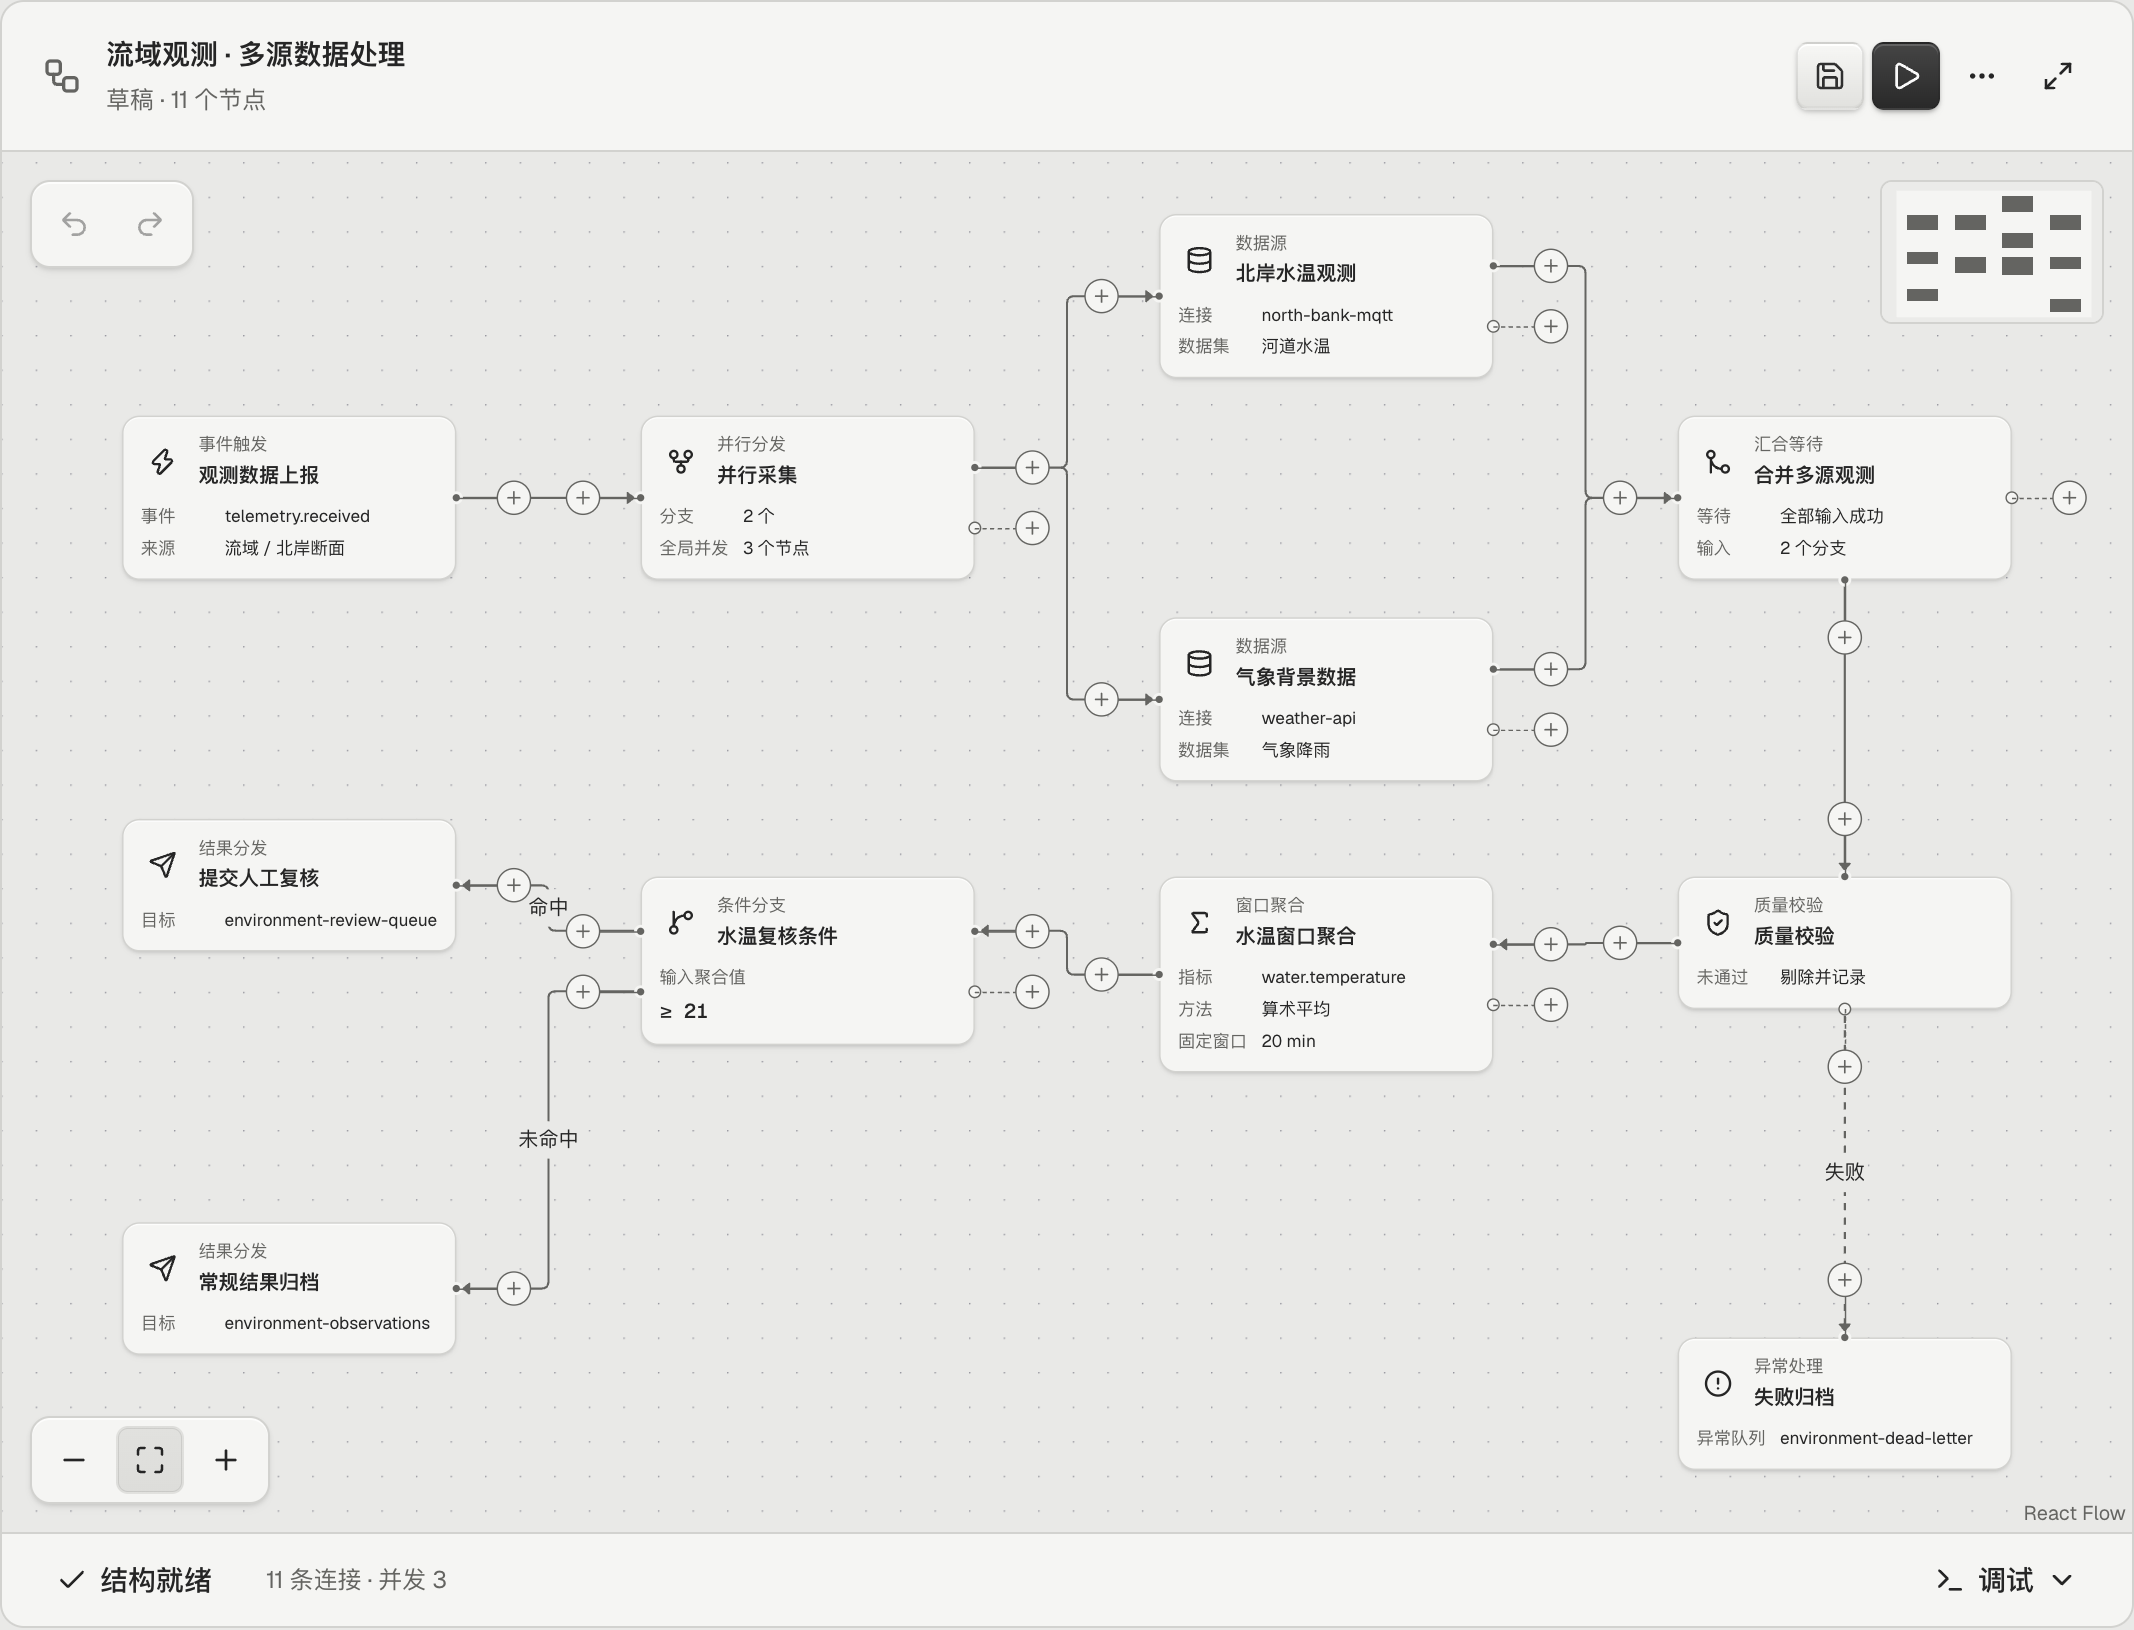 流域观测 · 多源数据处理
草稿 · 11 个节点
数据源
北岸水温观测
连接 north-bank-mqtt
数据集 河道水温
事件触发
观测数据上报
事件 telemetry.received
来源 流域 / 北岸断面
并行分发
并行采集
分支 2 个
全局并发 3 个节点
汇合等待
合并多源观测
等待 全部输入成功
输入 2 个分支
数据源
气象背景数据
连接 weather-api
数据集 气象降雨
结果分发
提交人工复核
目标 environment-review-queue
命中
条件分支
水温复核条件
输入聚合值
≥ 21
窗口聚合
水温窗口聚合
指标 water.temperature
方法 算术平均
固定窗口 20 min
质量校验
质量校验
未通过 剔除并记录
未命中
失败
结果分发
常规结果归档
目标 environment-observations
异常处理
失败归档
异常队列 environment-dead-letter
React Flow
结构就绪 11 条连接 · 并发 3
调试